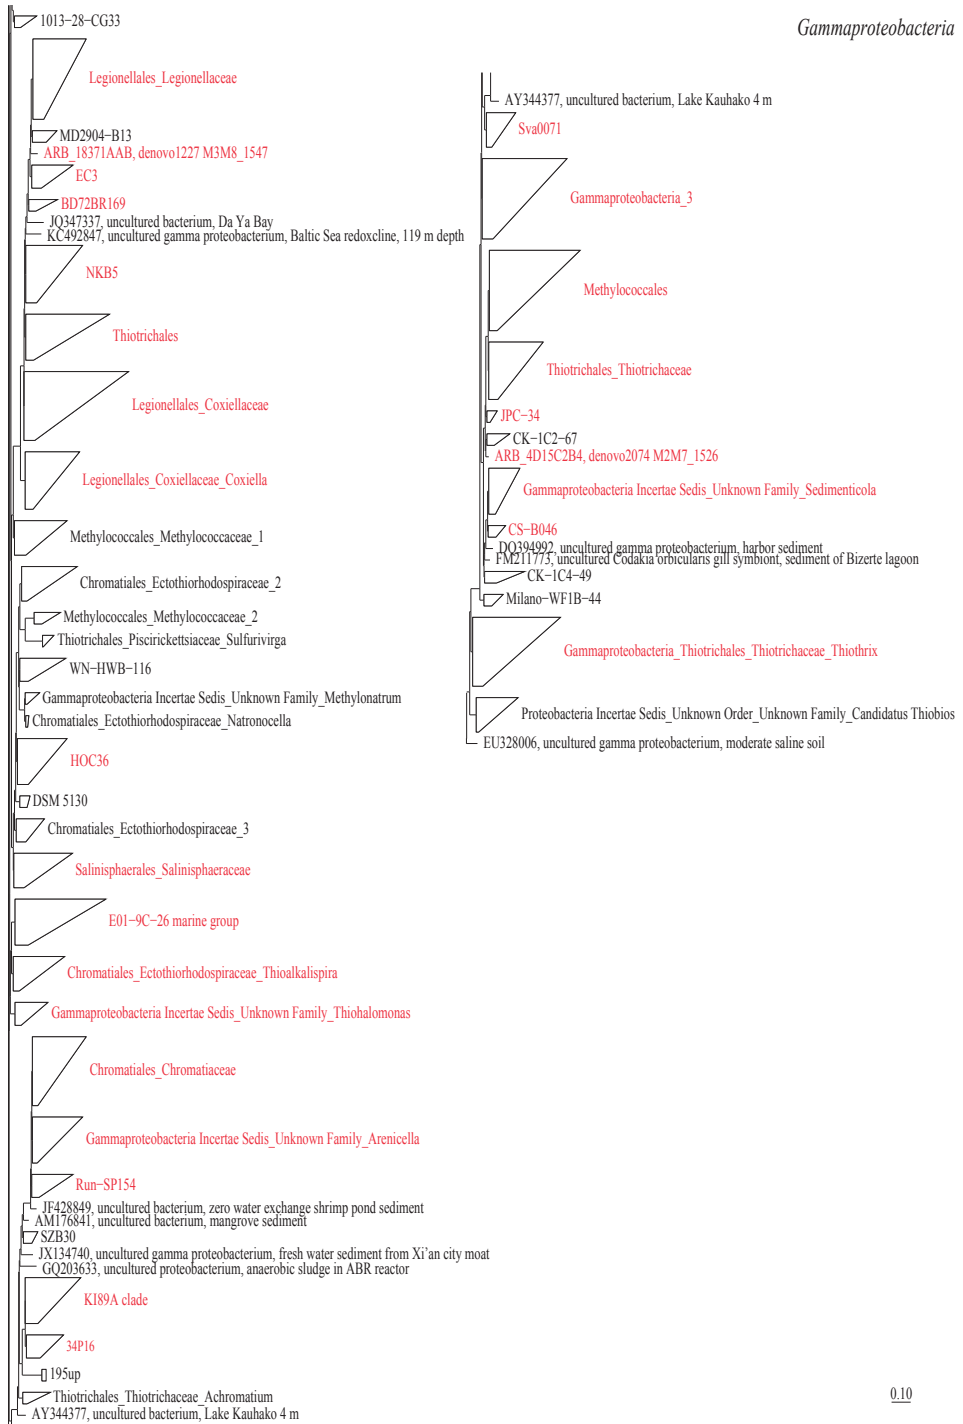 Gammaproteobacteria
1013-28-CG33
Legionellales_Legionellaceae
MD2904-B13
ARB_18371AAB, denovo1227 M3M8_1547
EC3
BD72BR169
JQ347337, uncultured bacterium, Da Ya Bay
KC492847, uncultured gamma proteobacterium, Baltic Sea redoxcline, 119 m depth
NKB5
Thiotrichales
Legionellales_Coxiellaceae
Legionellales_Coxiellaceae_Coxiella
Methylococcales_Methylococcaceae_1
Chromatiales_Ectothiorhodospiraceae_2
Methylococcales_Methylococcaceae_2
Thiotrichales_Piscirickettsiaceae_Sulfurivirga
WN-HWB-116
Gammaproteobacteria Incertae Sedis_Unknown Family_Methylonatrum
Chromatiales_Ectothiorhodospiraceae_Natronocella
HOC36
DSM 5130
Chromatiales_Ectothiorhodospiraceae_3
Salinisphaerales_Salinisphaeraceae
E01-9C-26 marine group
Chromatiales_Ectothiorhodospiraceae_Thioalkalispira
Gammaproteobacteria Incertae Sedis_Unknown Family_Thiohalomonas
Chromatiales_Chromatiaceae
Gammaproteobacteria Incertae Sedis_Unknown Family_Arenicella
Run-SP154
JF428849, uncultured bacterium, zero water exchange shrimp pond sediment
AM176841, uncultured bacterium, mangrove sediment
SZB30
JX134740, uncultured gamma proteobacterium, fresh water sediment from Xi'an city moat
GQ203633, uncultured proteobacterium, anaerobic sludge in ABR reactor
KI89A clade
34P16
195up
Thiotrichales_Thiotrichaceae_Achromatium
AY344377, uncultured bacterium, Lake Kauhako 4 m
AY344377, uncultured bacterium, Lake Kauhako 4 m
Sva0071
Gammaproteobacteria_3
Methylococcales
Thiotrichales_Thiotrichaceae
JPC-34
CK-1C2-67
ARB_4D15C2B4, denovo2074 M2M7_1526
Gammaproteobacteria Incertae Sedis_Unknown Family_Sedimenticola
CS-B046
DQ394992, uncultured gamma proteobacterium, harbor sediment
FM211773, uncultured Codakia orbicularis gill symbiont, sediment of Bizerte lagoon
CK-1C4-49
Milano-WF1B-44
Gammaproteobacteria_Thiotrichales_Thiotrichaceae_Thiothrix
Proteobacteria Incertae Sedis_Unknown Order_Unknown Family_Candidatus Thiobios
EU328006, uncultured gamma proteobacterium, moderate saline soil
0.10